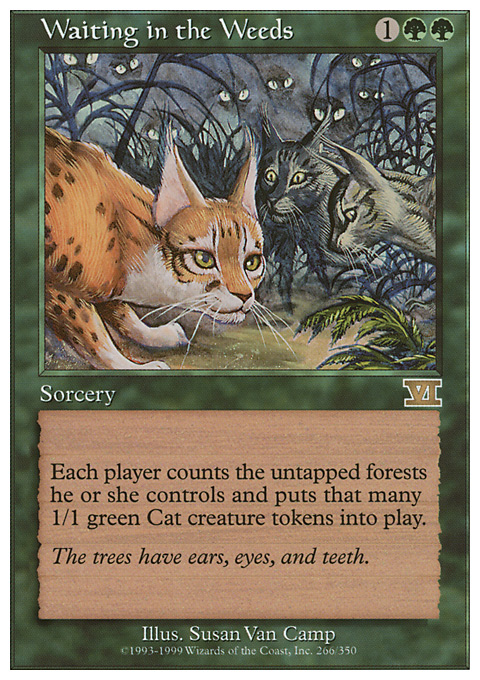 Waiting in the Weeds 1
Sorcery VI
Each player counts the untapped forests
he or she controls and puts that many
1/1 green Cat creature tokens into play.
The trees have ears, eyes, and teeth.
Illus. Susan Van Camp
©1993-1999 Wizards of the Coast, Inc. 266/350